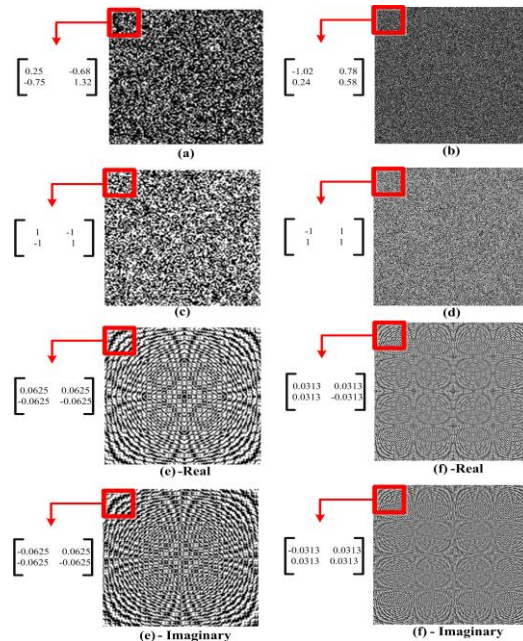 0.25 -0.68
-0.75 1.32
(a)
-1.02 0.78
0.24 0.58
(b)
1 -1
-1 1
(c)
-1 1
1 1
(d)
0.0625 0.0625
-0.0625 -0.0625
(e) -Real
0.0313 0.0313
0.0313 -0.0313
(f) -Real
-0.0625 0.0625
-0.0625 -0.0625
(e) - Imaginary
-0.0313 0.0313
0.0313 0.0313
(f) - Imaginary